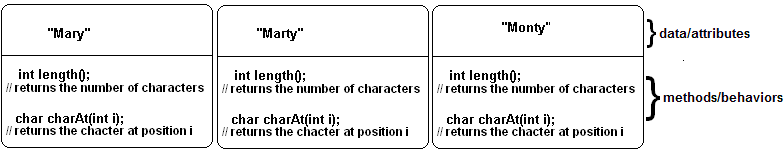 "Mary"
int length();
// returns the number of characters
char charAt(int i);
// returns the chacter at position i
"Marty"
int length();
// returns the number of characters
char charAt(int i);
// returns the chacter at position i
"Monty"
int length();
// returns the number of characters
char charAt(int i);
// returns the chacter at position i
data/attributes
methods/behaviors